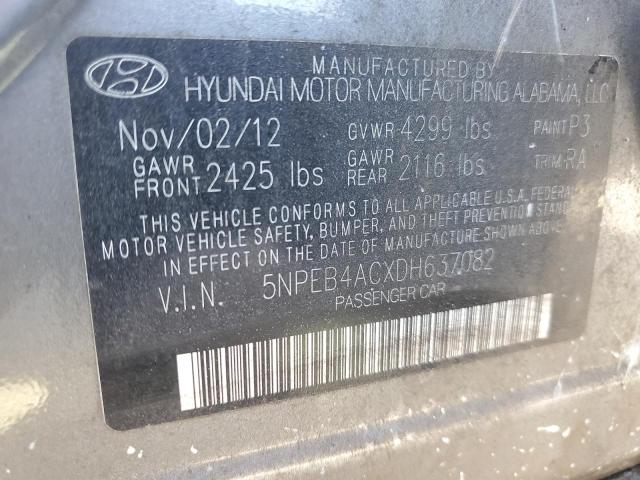 MANUFACTURED BY
HYUNDAI MOTOR MANUFACTURING ALABAMA, LLC
Nov/02/12 GVWR 4299 lbs PAINT P3
GAWR FRONT 2425 lbs GAWR REAR 2116 lbs TRIM RA
THIS VEHICLE CONFORMS TO ALL APPLICABLE U.S.A. FEDERAL
MOTOR VEHICLE SAFETY, BUMPER, AND THEFT PREVENTION STAND
IN EFFECT ON THE DATE OF MANUFACTURE SHOWN ABOVE.
V.I.N. 5NPEB4ACXDH637082
PASSENGER CAR